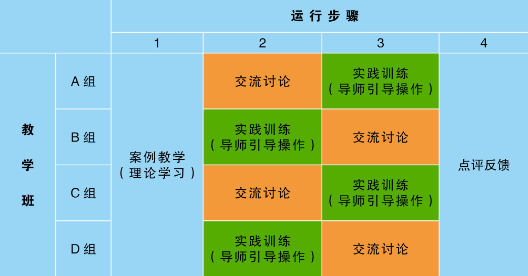 运行步骤
1 2 3 4
教
学
班
A 组 交流讨论 实践训练
(导师引导操作)
B 组 实践训练
(导师引导操作) 交流讨论
案例教学
(理论学习)
点评反馈
C 组 交流讨论 实践训练
(导师引导操作)
D 组 实践训练
(导师引导操作) 交流讨论